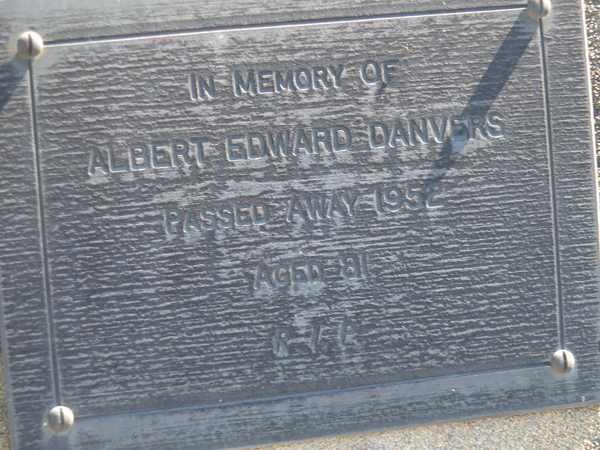 In Memory Of
ALBERT EDWARD DANVERS
Passed Away 1952
Aged 81
R.I.P.